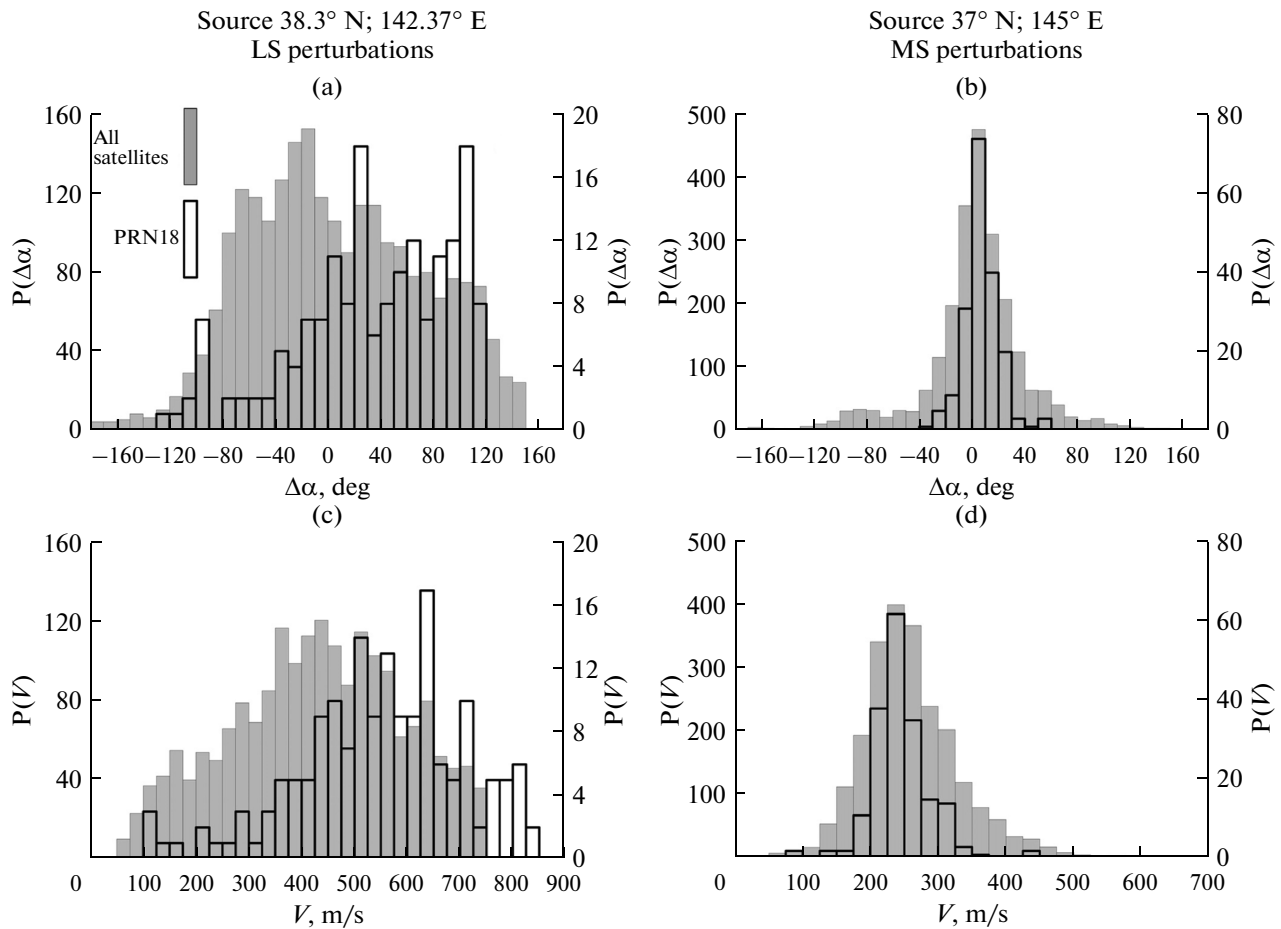 Source 38.3° N; 142.37° E
LS perturbations
Source 37° N; 145° E
MS perturbations
(a)
160
120
80
40
0
P(Δα)
All
satellites
PRN18
20
16
12
8
4
0
P(Δα)
−160 −120 −80 −40 0 40 80 120 160
Δα, deg
(b)
500
400
300
200
100
0
P(Δα)
80
60
40
20
0
P(Δα)
−160 −120 −80 −40 0 40 80 120 160
Δα, deg
(c)
160
120
80
40
P(V)
20
16
12
8
4
0
P(V)
0 100 200 300 400 500 600 700 800 900
V, m/s
(d)
500
400
300
200
100
P(V)
80
60
40
20
0
P(V)
0 100 200 300 400 500 600 700
V, m/s